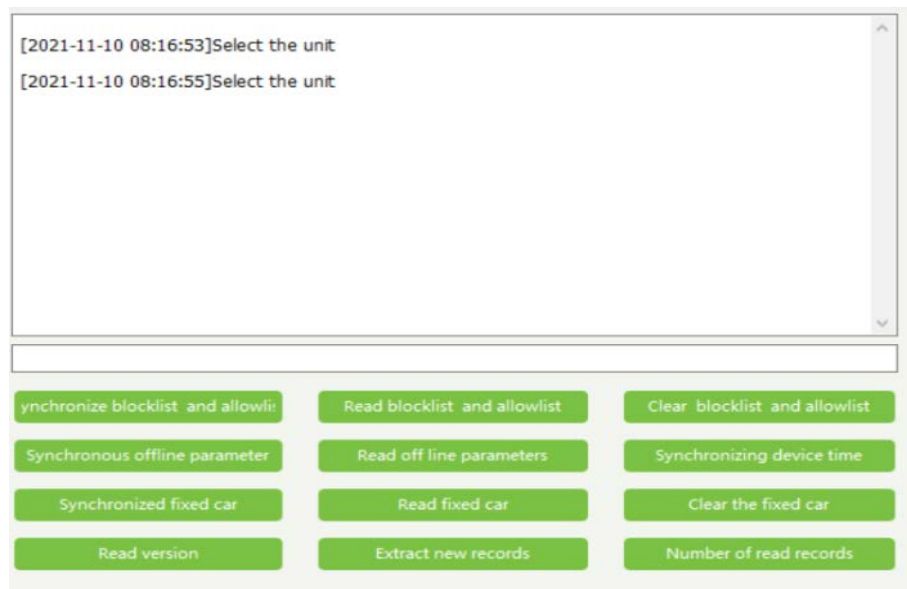 [2021-11-10 08:16:53]Select the unit
[2021-11-10 08:16:55]Select the unit
ynchronize blocklist and allowli
Read blocklist and allowlist
Clear blocklist and allowlist
Synchronous offline parameter
Read off line parameters
Synchronizing device time
Synchronized fixed car
Read fixed car
Clear the fixed car
Read version
Extract new records
Number of read records